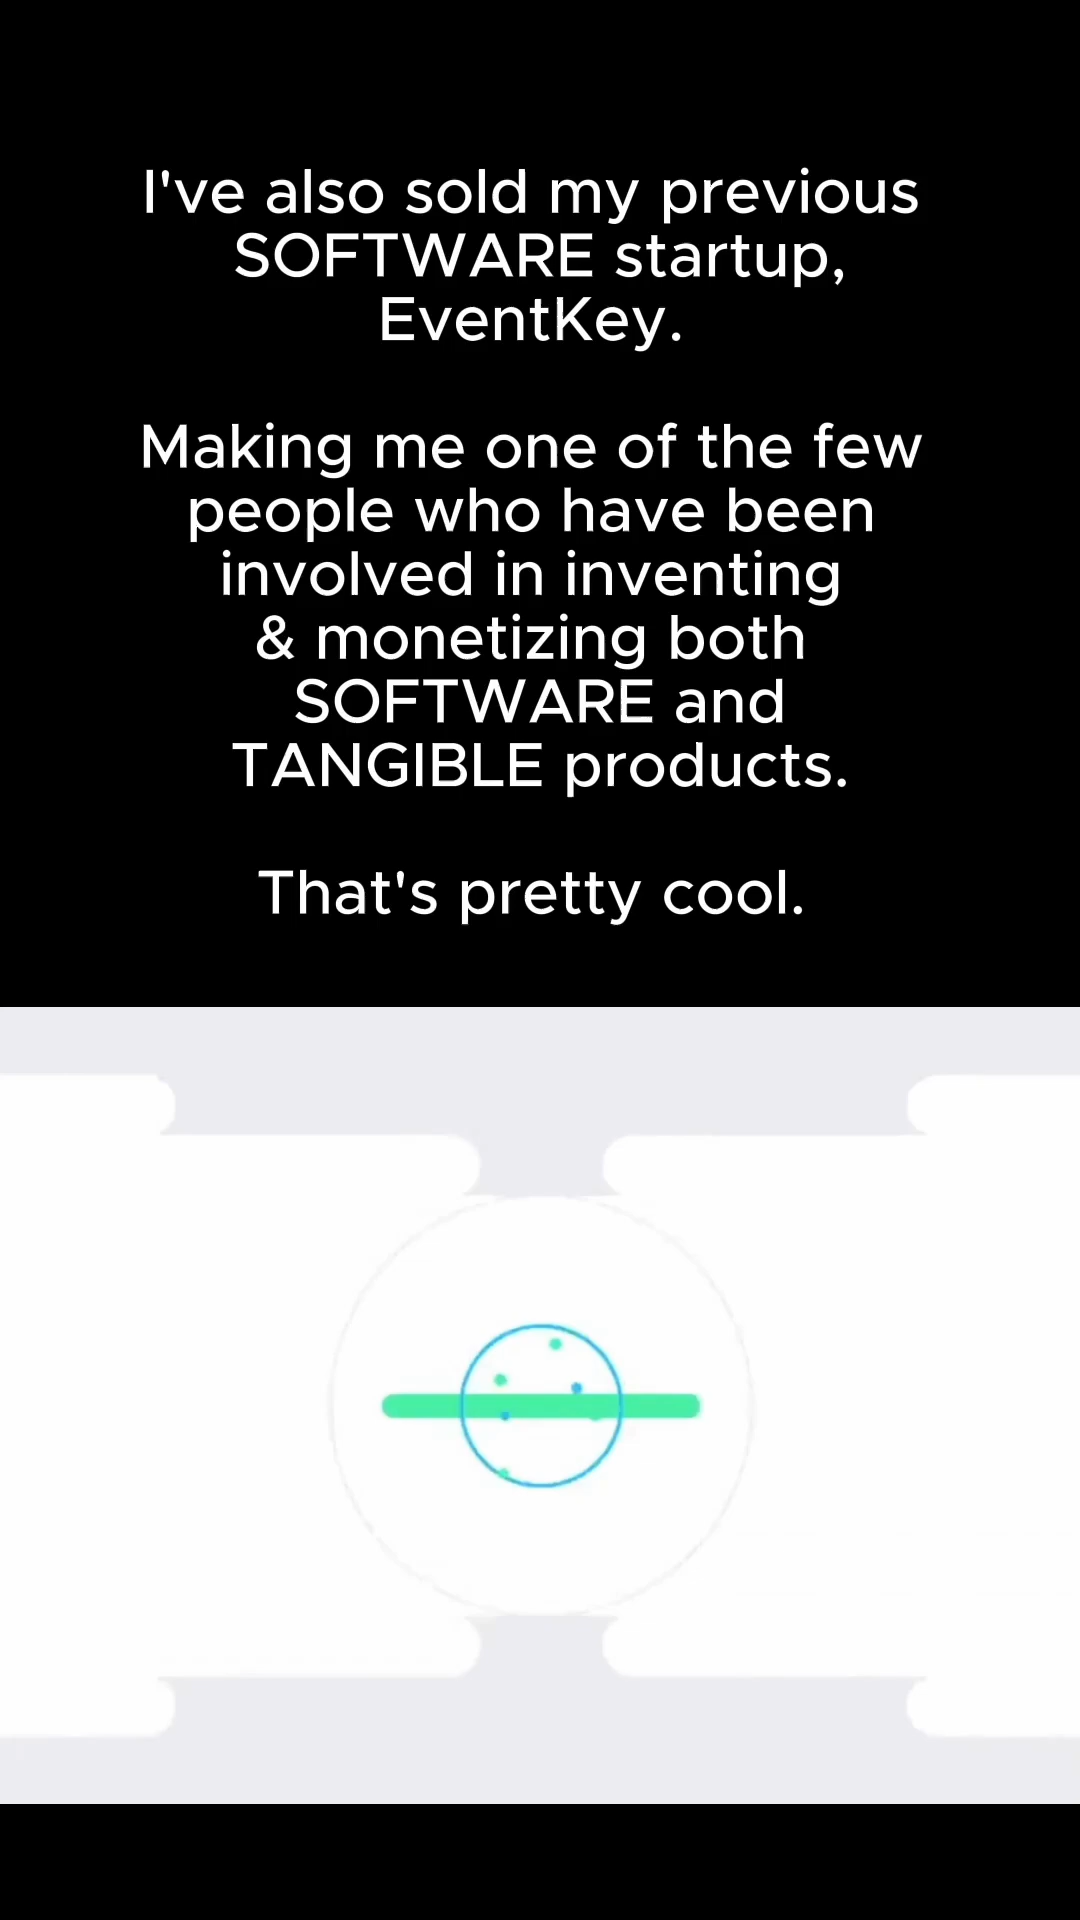 I've also sold my previous
SOFTWARE startup,
EventKey.
Making me one of the few
people who have been
involved in inventing
& monetizing both
SOFTWARE and
TANGIBLE products.
That's pretty cool.